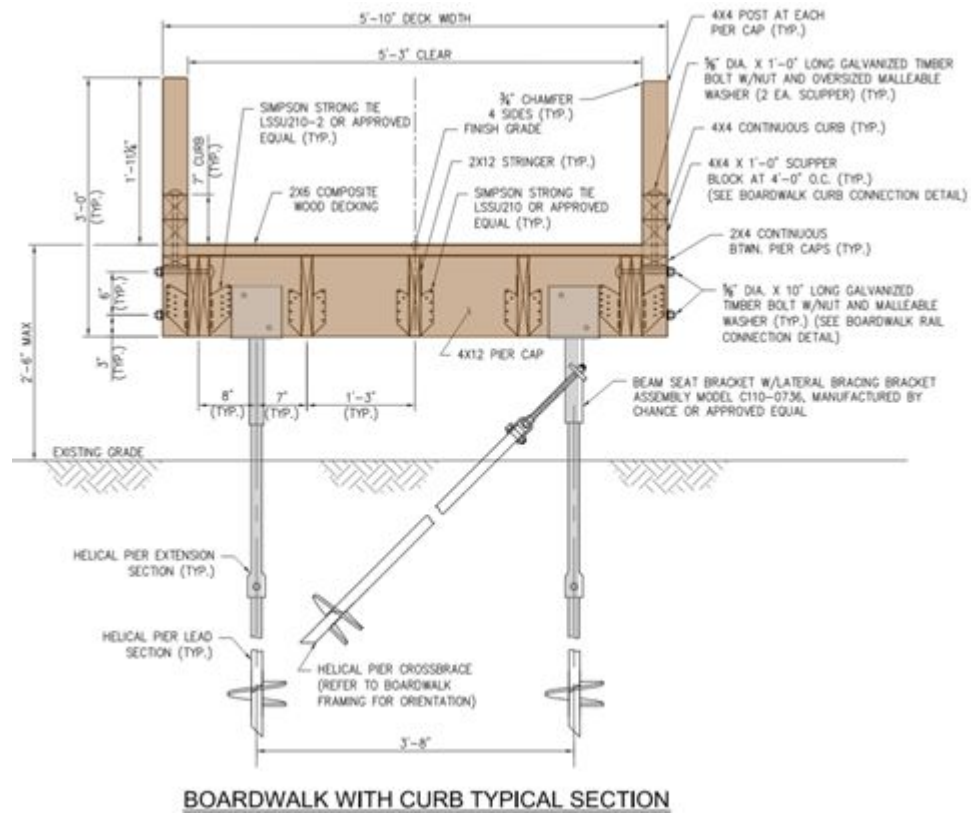 5'-10" DECK WIDTH
5'-3" CLEAR
4X4 POST AT EACH
PIER CAP (TYP.)
⅝" DIA. X 1'-0" LONG GALVANIZED TIMBER
BOLT W/NUT AND OVERSIZED MALLEABLE
WASHER (2 EA. SCUPPER) (TYP.)
SIMPSON STRONG TIE
LSSU210-2 OR APPROVED
EQUAL (TYP.)
¾" CHAMFER
4 SIDES (TYP.)
FINISH GRADE
4X4 CONTINUOUS CURB (TYP.)
2X12 STRINGER (TYP.)
4X4 X 1'-0" SCUPPER
BLOCK AT 4'-0" O.C. (TYP.)
(SEE BOARDWALK CURB CONNECTION DETAIL)
3'-0"
(TYP.)
1'-11¼"
7" CURB
(TYP.)
2X6 COMPOSITE
WOOD DECKING
SIMPSON STRONG TIE
LSSU210 OR APPROVED
EQUAL (TYP.)
2X4 CONTINUOUS
BTWN. PIER CAPS (TYP.)
⅝" DIA. X 10" LONG GALVANIZED
TIMBER BOLT W/NUT AND MALLEABLE
WASHER (TYP.) (SEE BOARDWALK RAIL
CONNECTION DETAIL)
2'-6" MAX
6"
(TYP.)
3"
(TYP.)
4X12 PIER CAP
8"
(TYP.)
7"
(TYP.)
1'-3"
(TYP.)
BEAM SEAT BRACKET W/LATERAL BRACING BRACKET
ASSEMBLY MODEL C110-0736, MANUFACTURED BY
CHANCE OR APPROVED EQUAL
EXISTING GRADE
HELICAL PIER EXTENSION
SECTION (TYP.)
HELICAL PIER LEAD
SECTION (TYP.)
HELICAL PIER CROSSBRACE
(REFER TO BOARDWALK
FRAMING FOR ORIENTATION)
3'-8"
BOARDWALK WITH CURB TYPICAL SECTION